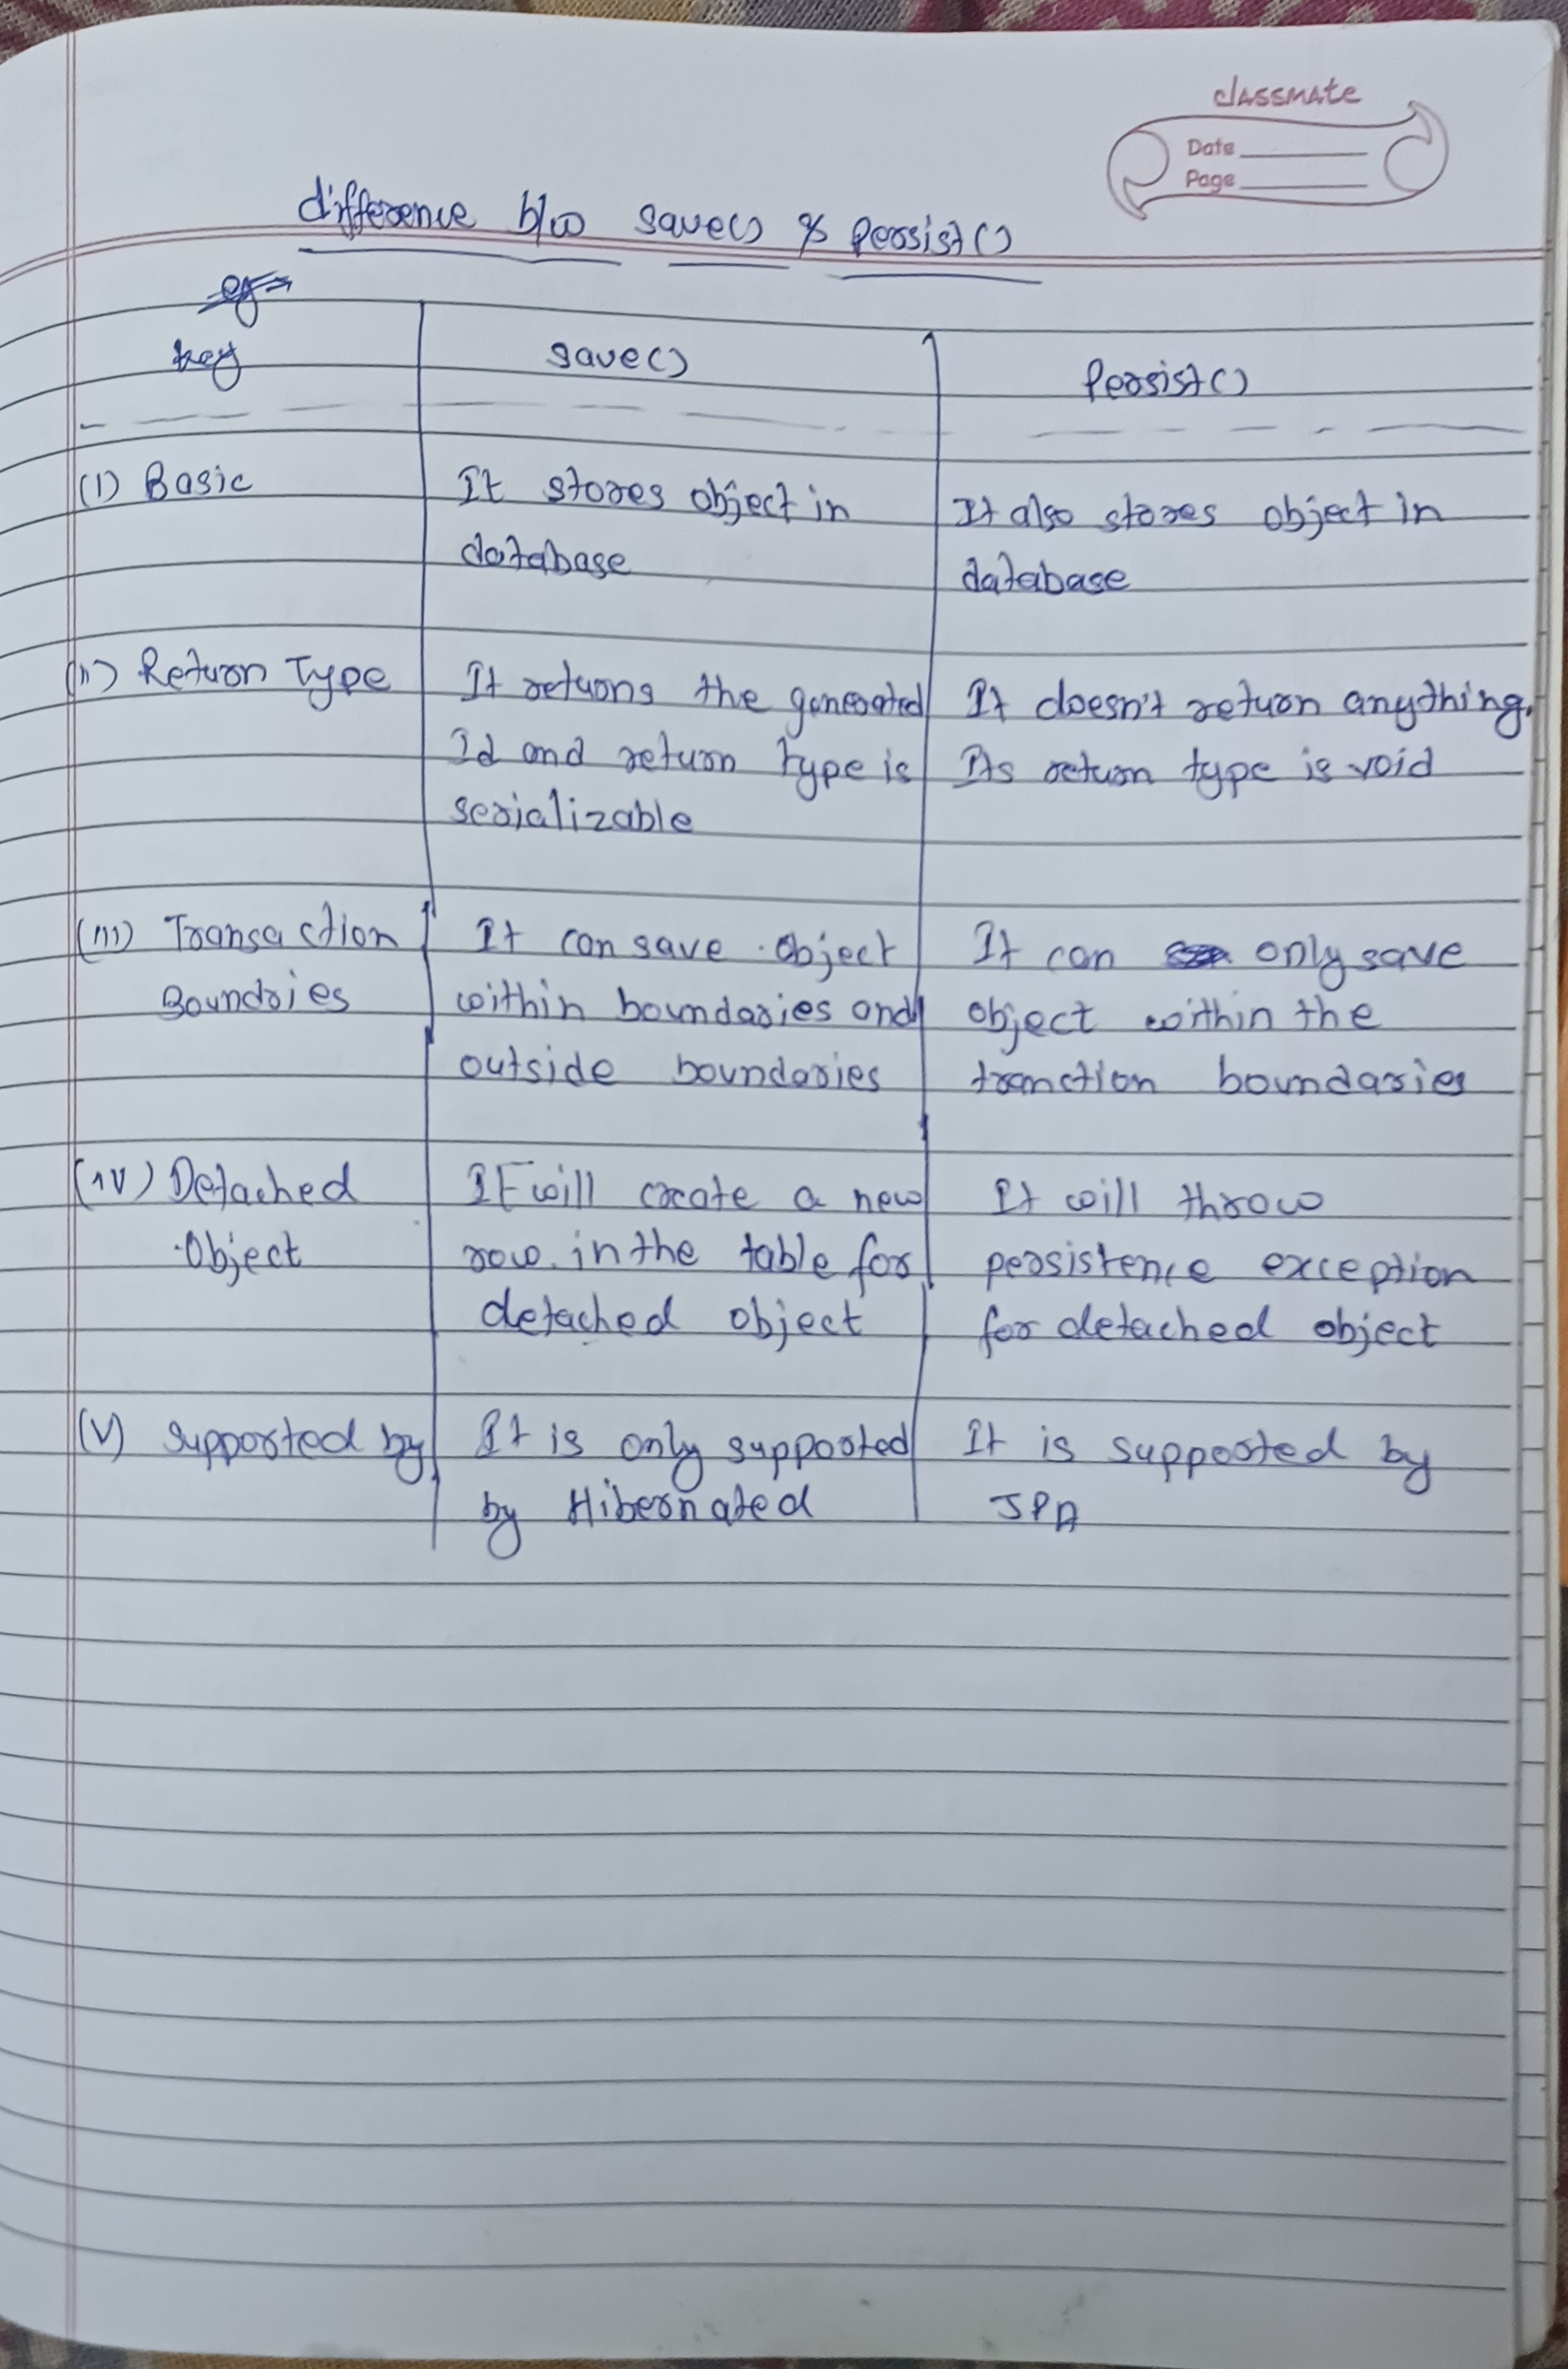 classmate
Date
Page
difference b/w save() & Persist()
key save() Persist()
(i) Basic It stores object in It also stores object in
database database
(ii) Return Type It returns the generated It doesn't return anything.
Id and return type is Its return type is void
serializable
(iii) Transaction It can save object It can only save
Boundries within boundaries and object within the
outside boundaries tranction boundaries
(iv) Detached It will create a new It will throw
Object row in the table for persistence exception
detached object for detached object
(v) Supported by It is only supported It is supported by
by Hibernated JPA